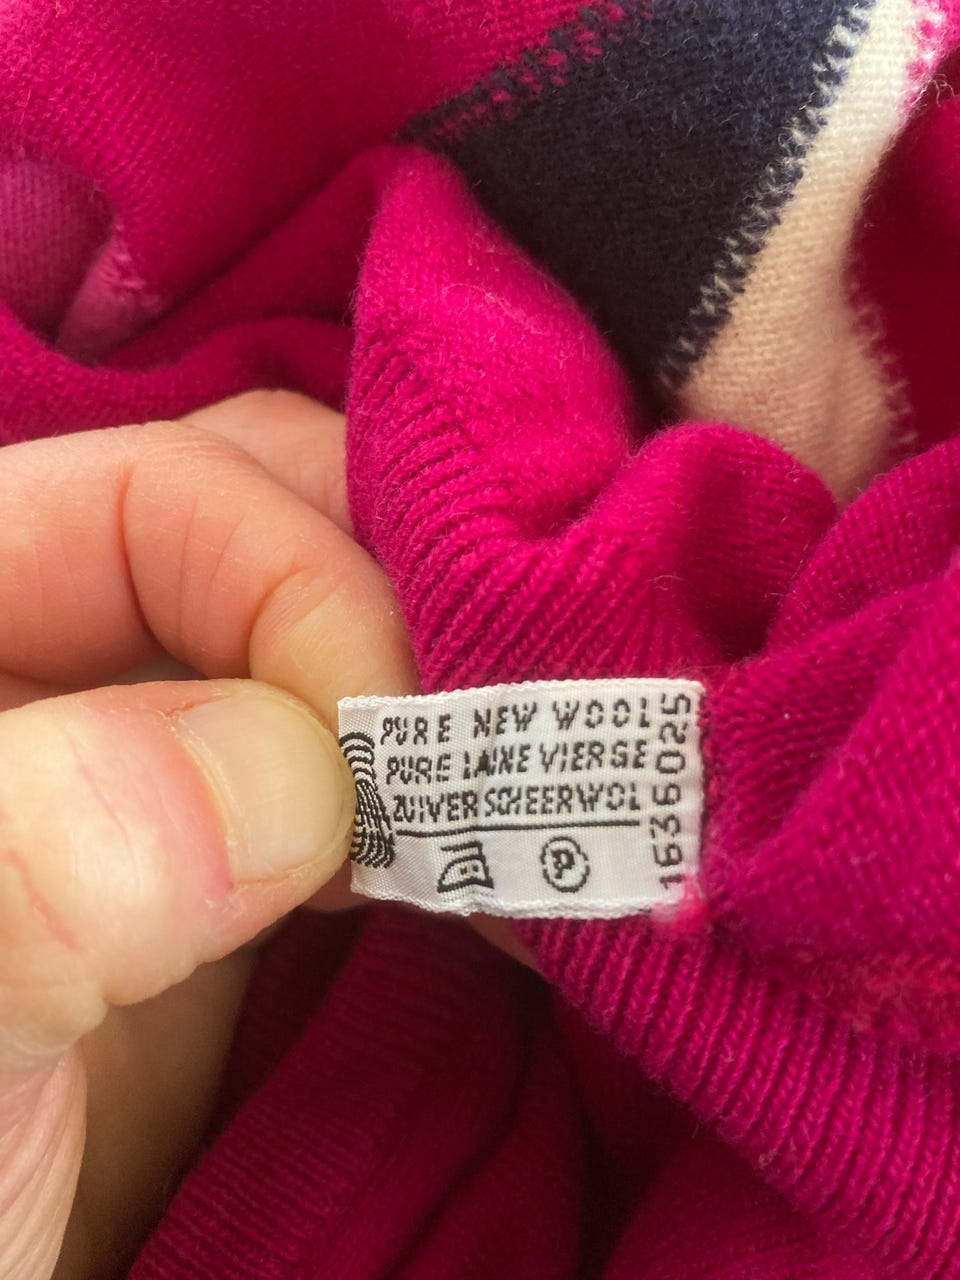 PURE NEW WOOL
PURE LAINE VIERGE
ZUIVER SCHEERWOL
P
1636025